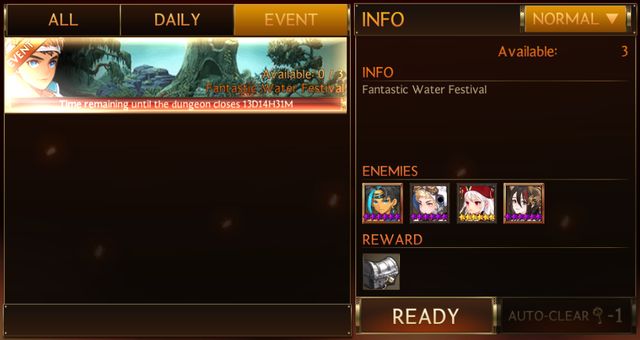 ALL
DAILY
EVENT
EVENT
Available: 0 / 3
Fantastic Water Festival
Time remaining until the dungeon closes 13D14H31M
INFO
NORMAL ▼
Available: 3
INFO
Fantastic Water Festival
ENEMIES
REWARD
READY
AUTO-CLEAR -1